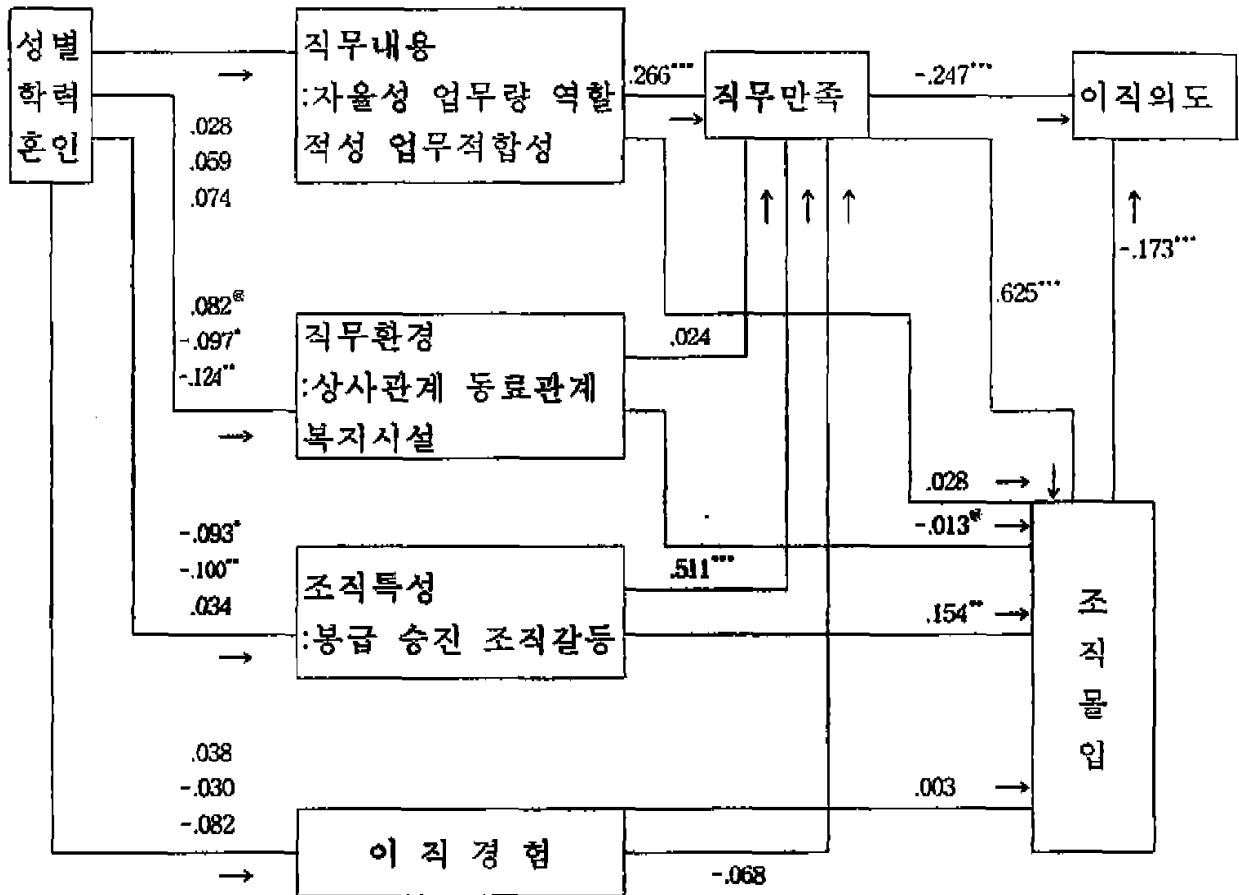 성별
학력
혼인
직무내용
:자율성 업무량 역할
적성 업무적합성
.266***
직무만족
-.247***
이직의도
→
→
→
.028
.059
.074
↑ ↑ ↑
↑
-.173***
.625***
.082@
-.097*
-.124**
→
직무환경
:상사관계 동료관계
복지시설
.024
.028 → ↓
-.013@ →
-.093*
-.100**
.034
→
조직특성
:봉급 승진 조직갈등
.511***
.154** →
조
직
몰
입
.038
-.030
-.082
→
이직경험
.003 →
-.068